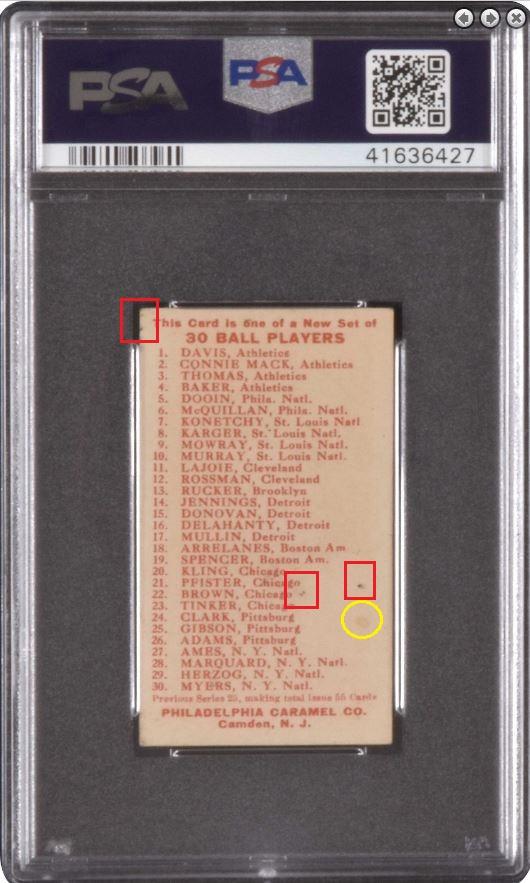 PSA
PSA
41636427
This Card is one of a New Set of
30 BALL PLAYERS
1. DAVIS, Athletics
2. CONNIE MACK, Athletics
3. THOMAS, Athletics
4. BAKER, Athletics
5. DOOIN, Phila. Natl.
6. McQUILLAN, Phila. Natl.
7. KONETCHY, St. Louis Natl
8. KARGER, St. Louis Natl.
9. MOWRAY, St. Louis Natl.
10. MURRAY, St. Louis Natl.
11. LAJOIE, Cleveland
12. ROSSMAN, Cleveland
13. RUCKER, Brooklyn
14. JENNINGS, Detroit
15. DONOVAN, Detroit
16. DELAHANTY, Detroit
17. MULLIN, Detroit
18. ARRELANES, Boston Am
19. SPENCER, Boston Am.
20. KLING, Chicago
21. PFISTER, Chicago
22. BROWN, Chicago
23. TINKER, Chicago
24. CLARK, Pittsburg
25. GIBSON, Pittsburg
26. ADAMS, Pittsburg
27. AMES, N. Y. Natl.
28. MARQUARD, N. Y. Natl.
29. HERZOG, N. Y. Natl.
30. MYERS, N. Y. Natl.
Previous Series 25, making total issue 55 Cards
PHILADELPHIA CARAMEL CO.
Camden, N. J.